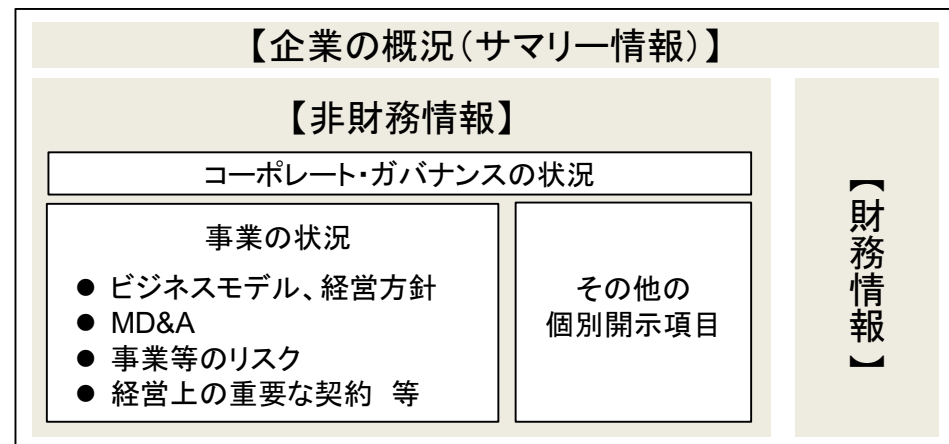 【企業の概況（サマリー情報）】
【非財務情報】
コーポレート・ガバナンスの状況
事業の状況
● ビジネスモデル、経営方針
● MD&A
● 事業等のリスク
● 経営上の重要な契約　等
その他の
個別開示項目
【財務情報】